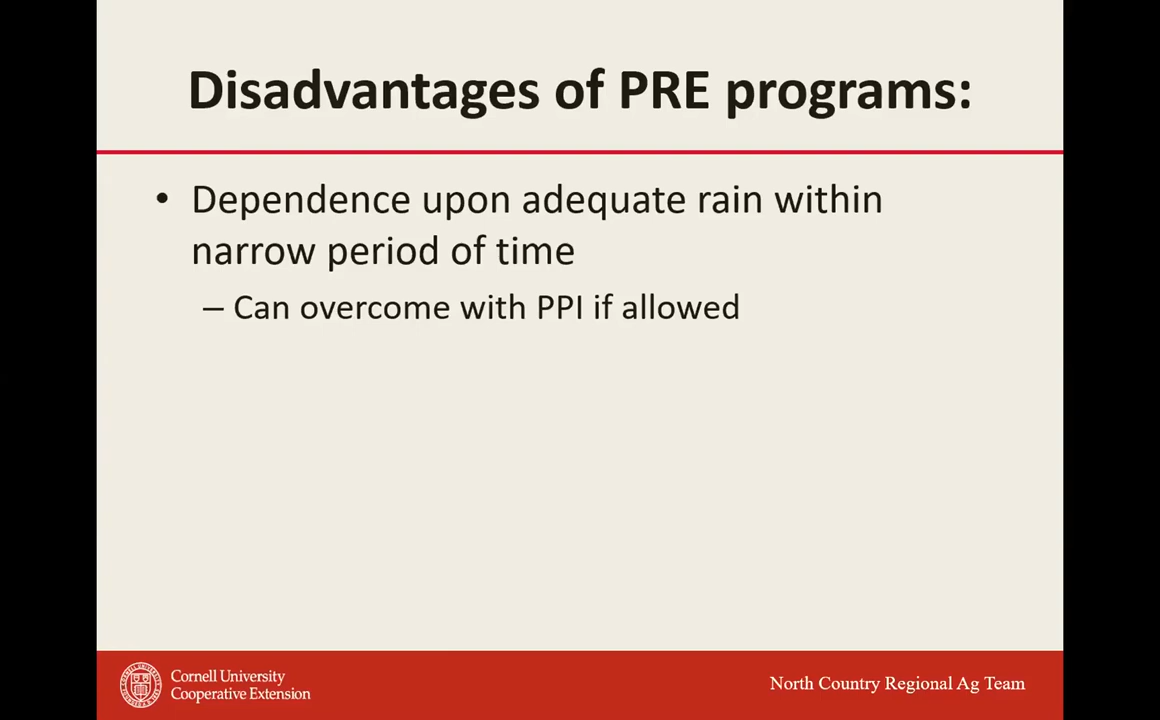 Disadvantages of PRE programs:
• Dependence upon adequate rain within
narrow period of time
– Can overcome with PPI if allowed
Cornell University
Cooperative Extension
North Country Regional Ag Team